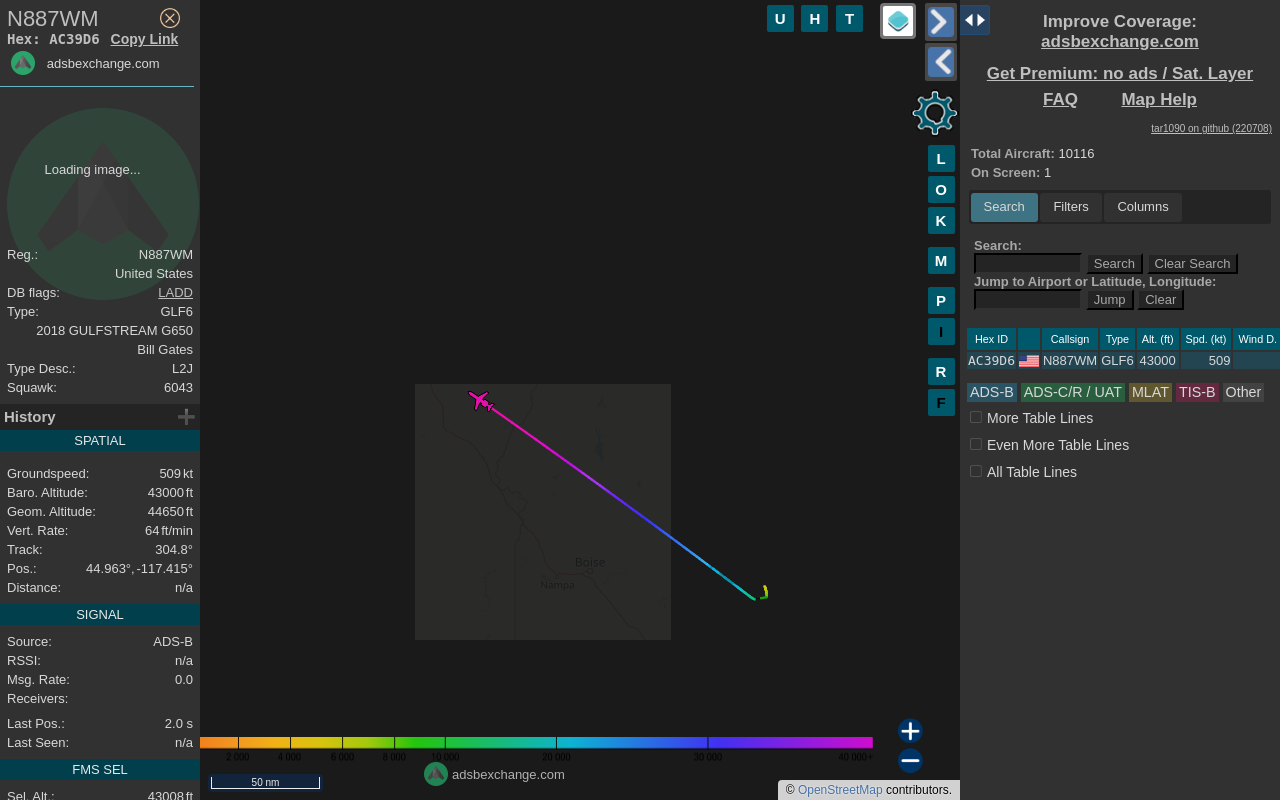 N887WM
Hex: AC39D6 Copy Link
adsbexchange.com
Loading image...
Reg.: N887WM
United States
DB flags: LADD
Type: GLF6
2018 GULFSTREAM G650
Bill Gates
Type Desc.: L2J
Squawk: 6043
History
SPATIAL
Groundspeed: 509 kt
Baro. Altitude: 43000 ft
Geom. Altitude: 44650 ft
Vert. Rate: 64 ft/min
Track: 304.8°
Pos.: 44.963°, -117.415°
Distance: n/a
SIGNAL
Source: ADS-B
RSSI: n/a
Msg. Rate: 0.0
Receivers:
Last Pos.: 2.0 s
Last Seen: n/a
FMS SEL
Sel. Alt.: 43008 ft
U H T
L
O
K
M
P
I
R
F
Boise
Nampa
2 000 4 000 6 000 8 000 10 000 20 000 30 000 40 000+
50 nm
adsbexchange.com
© OpenStreetMap contributors.
Improve Coverage:
adsbexchange.com
Get Premium: no ads / Sat. Layer
FAQ Map Help
tar1090 on github (220708)
Total Aircraft: 10116
On Screen: 1
Search Filters Columns
Search:
Search Clear Search
Jump to Airport or Latitude, Longitude:
Jump Clear
Hex ID Callsign Type Alt. (ft) Spd. (kt) Wind D.
AC39D6 N887WM GLF6 43000 509
ADS-B ADS-C/R / UAT MLAT TIS-B Other
More Table Lines
Even More Table Lines
All Table Lines